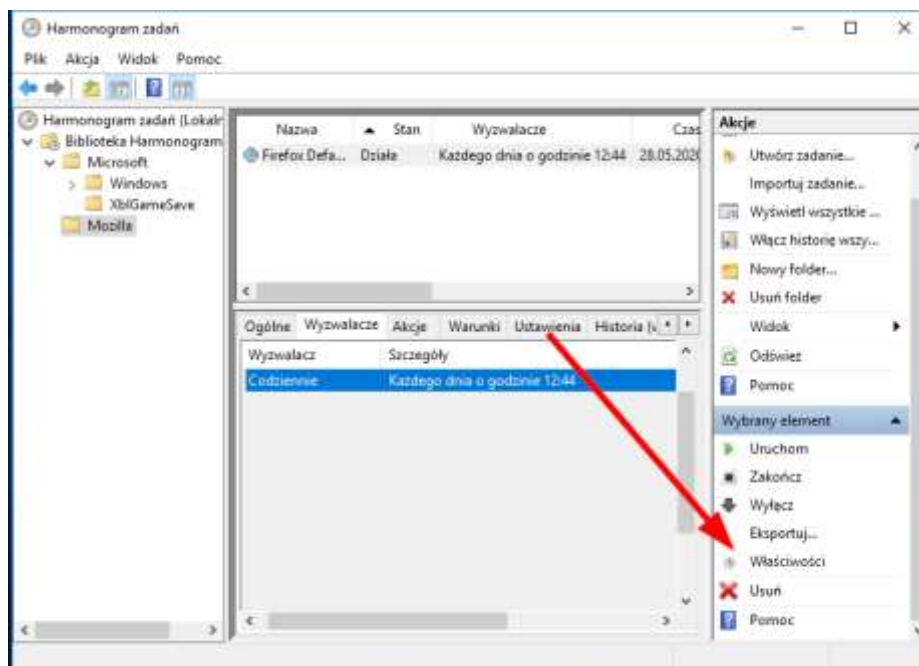 Harmonogram zadań
Plik Akcja Widok Pomoc
Harmonogram zadań (Lokalr
Biblioteka Harmonogram
Microsoft
Windows
XblGameSave
Mozilla
Nazwa Stan Wyzwalacze Czas
Firefox Defa... Działa Każdego dnia o godzinie 12:44 28.05.2020
Ogólne Wyzwalacze Akcje Warunki Ustawienia Historia (w
Wyzwalacz Szczegóły
Codziennie Każdego dnia o godzinie 12:44
Akcje
Utwórz zadanie...
Importuj zadanie...
Wyświetl wszystkie ...
Włącz historię wszy...
Nowy folder...
Usuń folder
Widok
Odśwież
Pomoc
Wybrany element
Uruchom
Zakończ
Wyłącz
Eksportuj...
Właściwości
Usuń
Pomoc